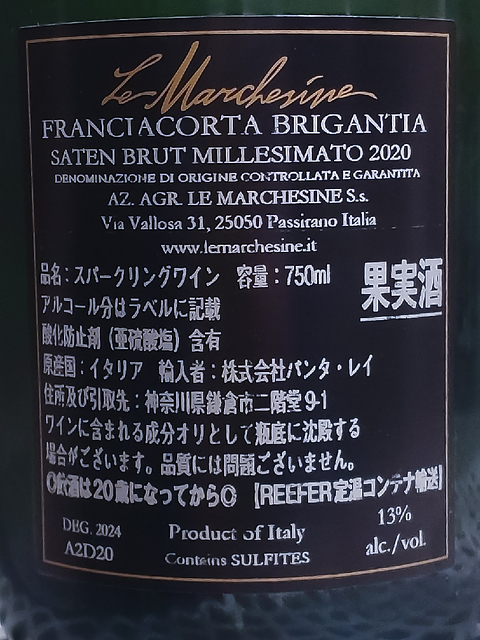 Le Marchesine
FRANCIACORTA BRIGANTIA
SATEN BRUT MILLESIMATO 2020
DENOMINAZIONE DI ORIGINE CONTROLLATA E GARANTITA
AZ. AGR. LE MARCHESINE S.s.
Via Vallosa 31, 25050 Passirano Italia
www.lemarchesine.it
品名：スパークリングワイン 容量：750ml
果実酒
アルコール分はラベルに記載
酸化防止剤（亜硫酸塩）含有
原産国：イタリア 輸入者：株式会社パンタ・レイ
住所及び引取先：神奈川県鎌倉市二階堂9-1
ワインに含まれる成分オリとして瓶底に沈殿する
場合がございます。品質には問題ございません。
◎飲酒は20歳になってから◎ 【REEFER定温コンテナ輸送】
DEG. 2024
A2D20
Product of Italy
Contains SULFITES
13%
alc./vol.